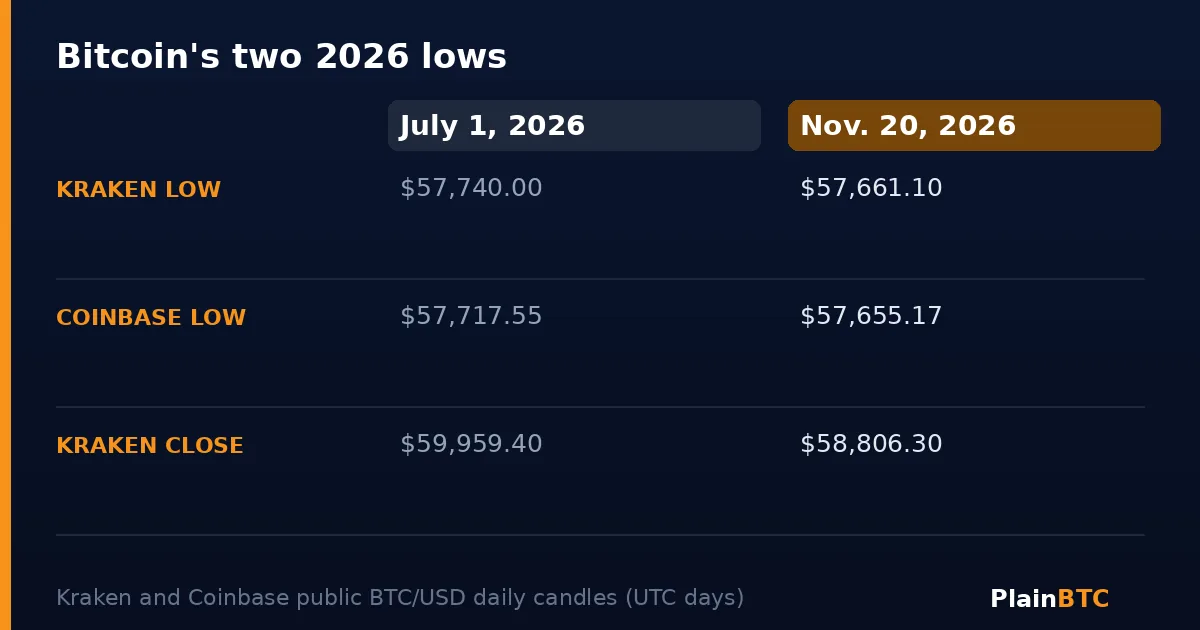 Bitcoin's two 2026 lows
July 1, 2026 Nov. 20, 2026
KRAKEN LOW $57,740.00 $57,661.10
COINBASE LOW $57,717.55 $57,655.17
KRAKEN CLOSE $59,959.40 $58,806.30
Kraken and Coinbase public BTC/USD daily candles (UTC days) PlainBTC